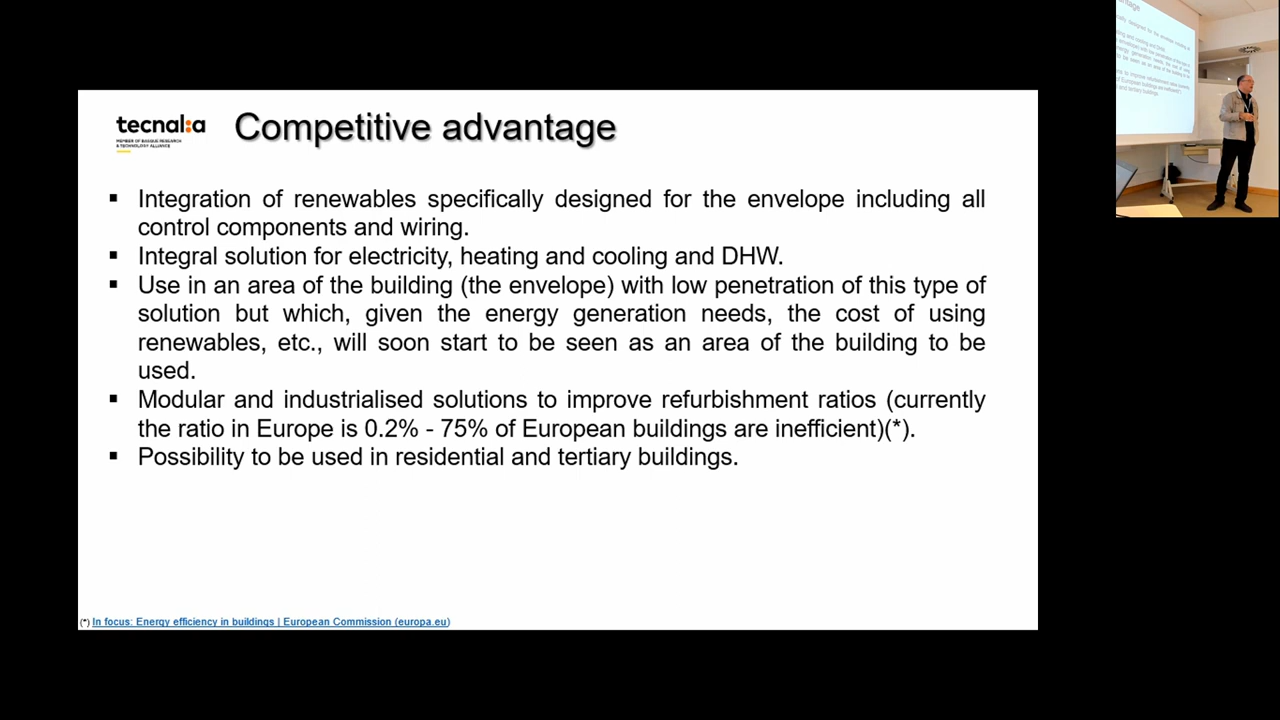 tecnal:a
MEMBER OF BASQUE RESEARCH
& TECHNOLOGY ALLIANCE
Competitive advantage
▪ Integration of renewables specifically designed for the envelope including all
control components and wiring.
▪ Integral solution for electricity, heating and cooling and DHW.
▪ Use in an area of the building (the envelope) with low penetration of this type of
solution but which, given the energy generation needs, the cost of using
renewables, etc., will soon start to be seen as an area of the building to be
used.
▪ Modular and industrialised solutions to improve refurbishment ratios (currently
the ratio in Europe is 0.2% - 75% of European buildings are inefficient)(*).
▪ Possibility to be used in residential and tertiary buildings.
(*) In focus: Energy efficiency in buildings | European Commission (europa.eu)